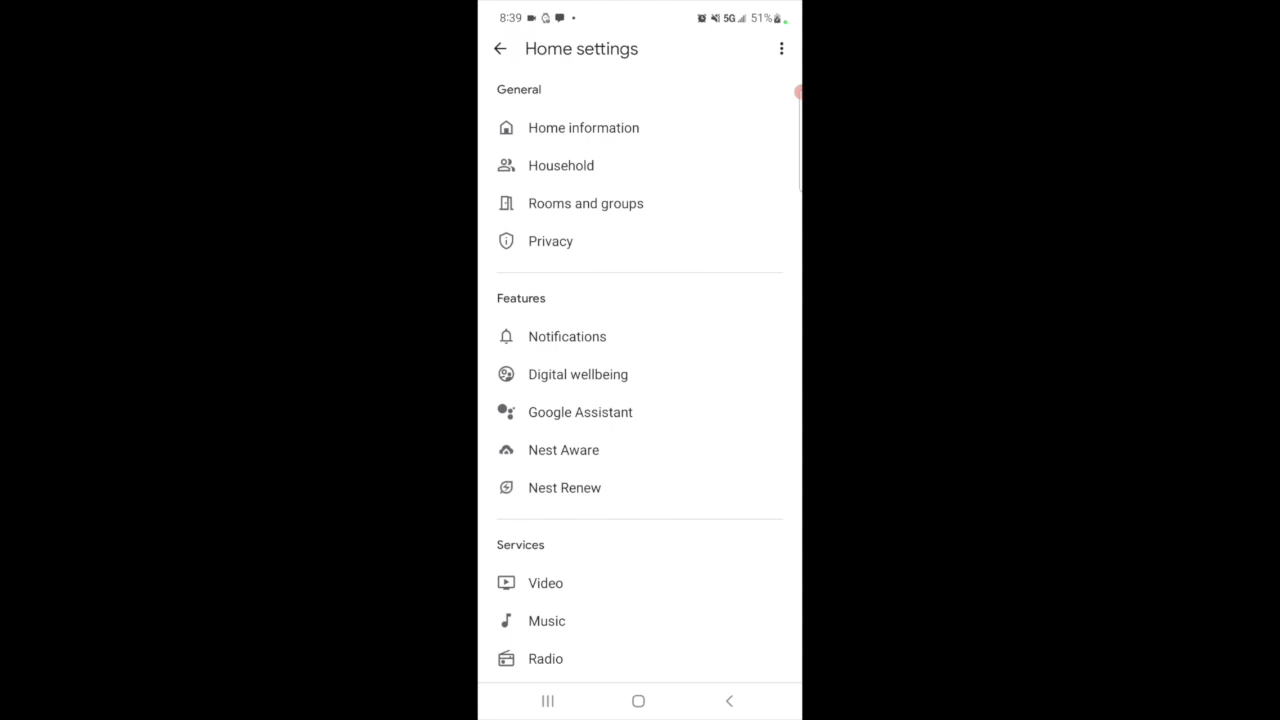 8:39 5G 51%
Home settings
General
Home information
Household
Rooms and groups
Privacy
Features
Notifications
Digital wellbeing
Google Assistant
Nest Aware
Nest Renew
Services
Video
Music
Radio